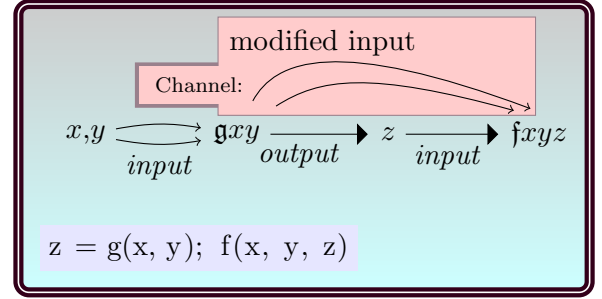 modified input
Channel:
x,y 𝔤xy z 𝔣xyz
input output input
z = g(x, y); f(x, y, z)